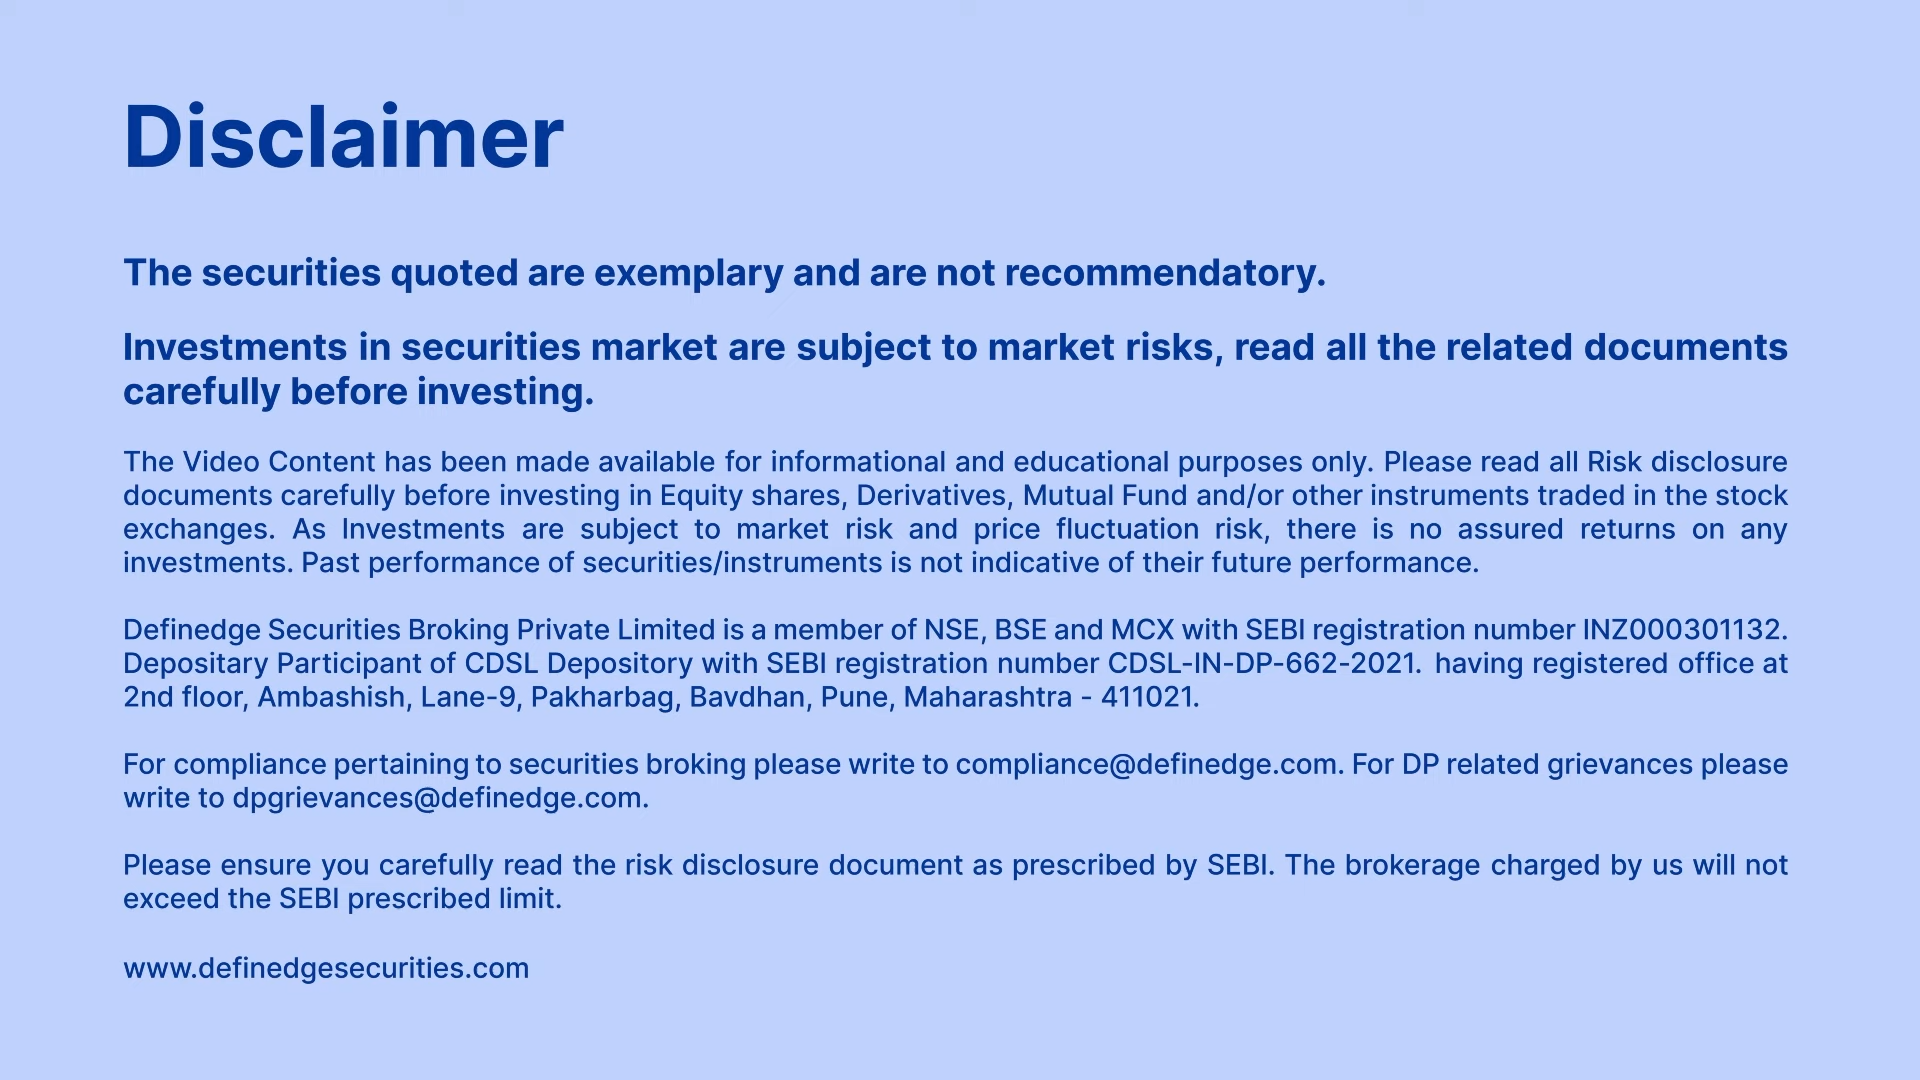 Disclaimer
The securities quoted are exemplary and are not recommendatory.
Investments in securities market are subject to market risks, read all the related documents
carefully before investing.
The Video Content has been made available for informational and educational purposes only. Please read all Risk disclosure
documents carefully before investing in Equity shares, Derivatives, Mutual Fund and/or other instruments traded in the stock
exchanges. As Investments are subject to market risk and price fluctuation risk, there is no assured returns on any
investments. Past performance of securities/instruments is not indicative of their future performance.
Definedge Securities Broking Private Limited is a member of NSE, BSE and MCX with SEBI registration number INZ000301132.
Depositary Participant of CDSL Depository with SEBI registration number CDSL-IN-DP-662-2021. having registered office at
2nd floor, Ambashish, Lane-9, Pakharbag, Bavdhan, Pune, Maharashtra - 411021.
For compliance pertaining to securities broking please write to compliance@definedge.com. For DP related grievances please
write to dpgrievances@definedge.com.
Please ensure you carefully read the risk disclosure document as prescribed by SEBI. The brokerage charged by us will not
exceed the SEBI prescribed limit.
www.definedgesecurities.com